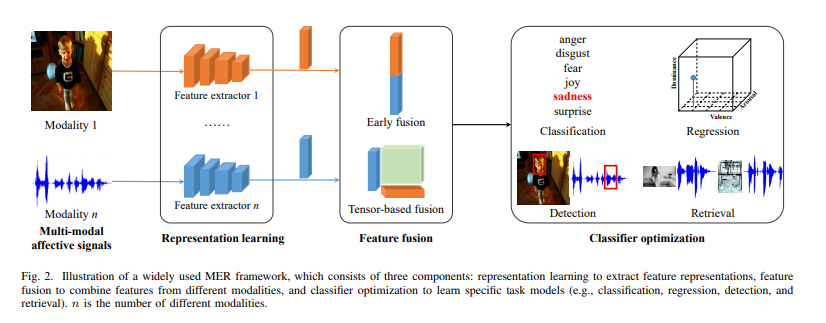 Modality 1
Modality n
Multi-modal
affective signals
Feature extractor 1
......
Feature extractor n
Representation learning
Early fusion
Tensor-based fusion
Feature fusion
anger
disgust
fear
joy
sadness
surprise
Classification
Dominance
Valence
Arousal
Regression
Detection
Retrieval
Classifier optimization
Fig. 2. Illustration of a widely used MER framework, which consists of three components: representation learning to extract feature representations, feature
fusion to combine features from different modalities, and classifier optimization to learn specific task models (e.g., classification, regression, detection, and
retrieval). n is the number of different modalities.